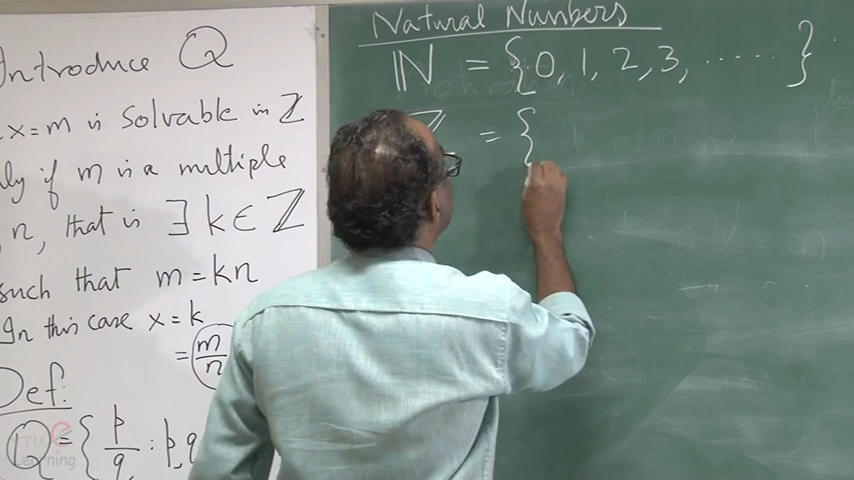 Introduce ℚ
x = m is solvable in ℤ
if m is a multiple
n, that is ∃ k ∈ ℤ
such that m = kn
In this case x = k
= m/n
Def:
ℚ = { p/q : p, q
Learning
Natural Numbers
ℕ = { 0, 1, 2, 3, ...... }
ℤ = {